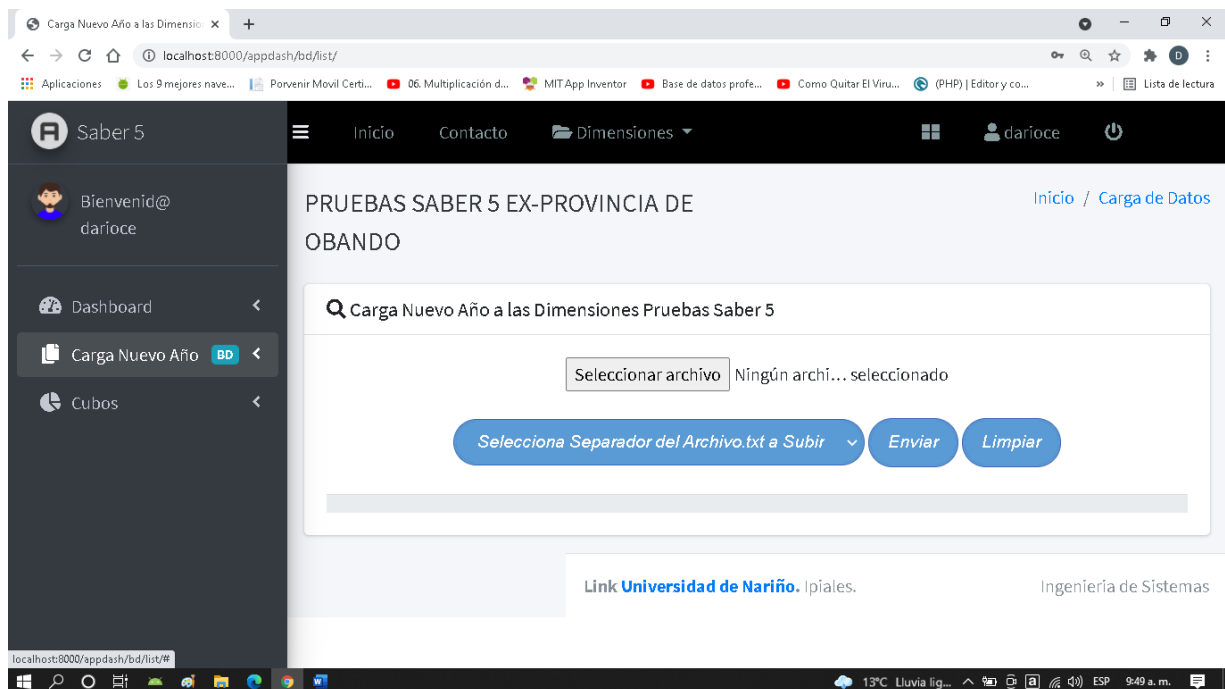 Carga Nuevo Año a las Dimensio
localhost:8000/appdash/bd/list/
D
Aplicaciones Los 9 mejores nave... Porvenir Movil Certi... 06. Multiplicación d... MIT App Inventor Base de datos profe... Como Quitar El Viru... (PHP) | Editor y co... » Lista de lectura
Saber 5 Inicio Contacto Dimensiones darioce
Bienvenid@
darioce
PRUEBAS SABER 5 EX-PROVINCIA DE
OBANDO
Inicio / Carga de Datos
Dashboard
Carga Nuevo Año BD
Cubos
Carga Nuevo Año a las Dimensiones Pruebas Saber 5
Seleccionar archivo Ningún archi... seleccionado
Selecciona Separador del Archivo.txt a Subir Enviar Limpiar
Link Universidad de Nariño. Ipiales. Ingenieria de Sistemas
localhost:8000/appdash/bd/list/#
13°C Lluvia lig... ESP 9:49 a. m.